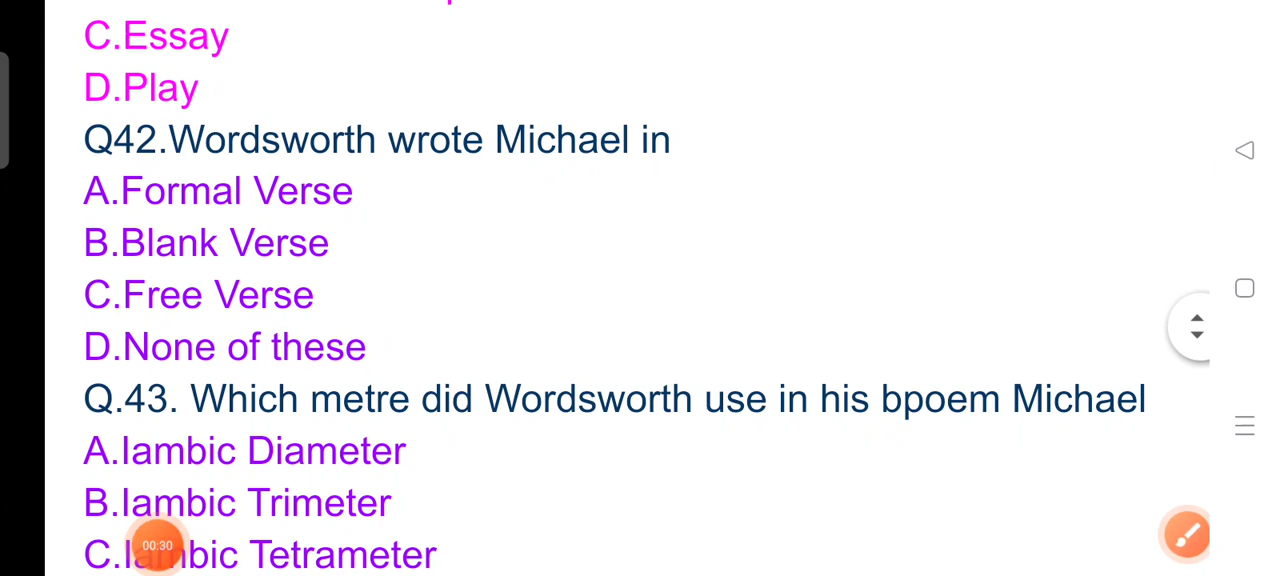 C.Essay
D.Play
Q42.Wordsworth wrote Michael in
A.Formal Verse
B.Blank Verse
C.Free Verse
D.None of these
Q.43. Which metre did Wordsworth use in his bpoem Michael
A.Iambic Diameter
B.Iambic Trimeter
C.Iambic Tetrameter
00:30